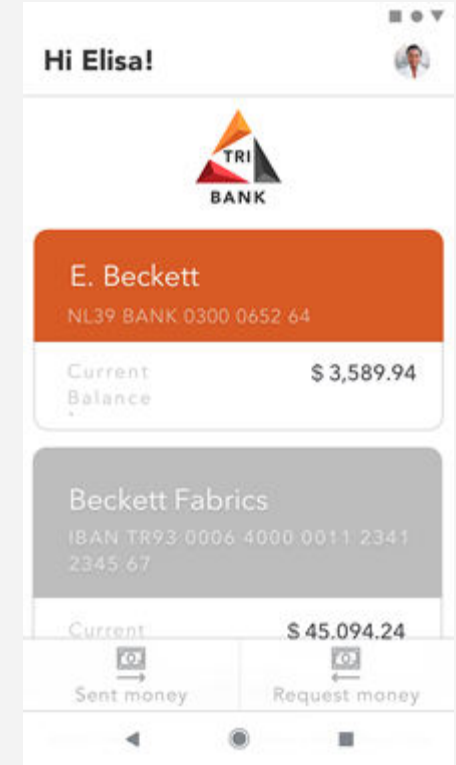 Hi Elisa!
TRI
BANK
E. Beckett
NL39 BANK 0300 0652 64
Current
Balance
$ 3,589.94
Beckett Fabrics
IBAN TR93 0006 4000 0011 2341
2345 67
Current
$ 45.094.24
Sent money
Request money